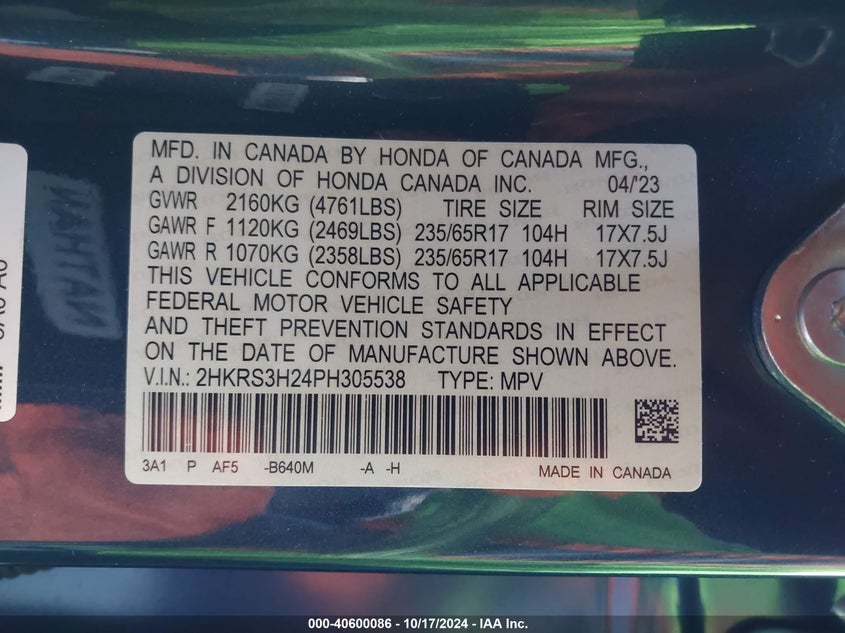 MFD. IN CANADA BY HONDA OF CANADA MFG.,
A DIVISION OF HONDA CANADA INC. 04/'23
GVWR 2160KG (4761LBS) TIRE SIZE RIM SIZE
GAWR F 1120KG (2469LBS) 235/65R17 104H 17X7.5J
GAWR R 1070KG (2358LBS) 235/65R17 104H 17X7.5J
THIS VEHICLE CONFORMS TO ALL APPLICABLE
FEDERAL MOTOR VEHICLE SAFETY
AND THEFT PREVENTION STANDARDS IN EFFECT
ON THE DATE OF MANUFACTURE SHOWN ABOVE.
V.I.N.: 2HKRS3H24PH305538 TYPE: MPV
3A1 P AF5 -B640M -A -H MADE IN CANADA
NATHAN
000-40600086 - 10/17/2024 - IAA Inc.